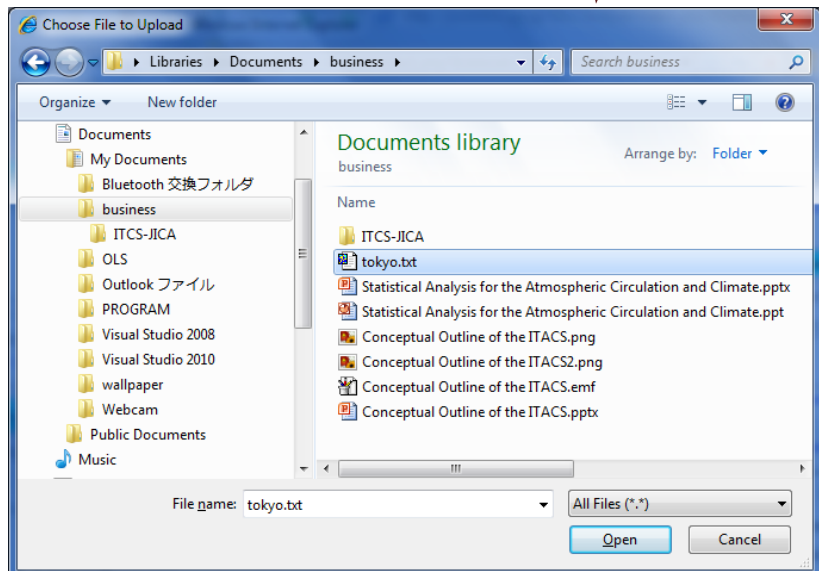 Choose File to Upload
Libraries Documents business
Search business
Organize New folder
Documents
My Documents
Bluetooth 交換フォルダ
business
ITCS-JICA
OLS
Outlook ファイル
PROGRAM
Visual Studio 2008
Visual Studio 2010
wallpaper
Webcam
Public Documents
Music
Documents library
business
Arrange by: Folder
Name
ITCS-JICA
tokyo.txt
Statistical Analysis for the Atmospheric Circulation and Climate.pptx
Statistical Analysis for the Atmospheric Circulation and Climate.ppt
Conceptual Outline of the ITACS.png
Conceptual Outline of the ITACS2.png
Conceptual Outline of the ITACS.emf
Conceptual Outline of the ITACS.pptx
File name: tokyo.txt
All Files (*.*)
Open Cancel